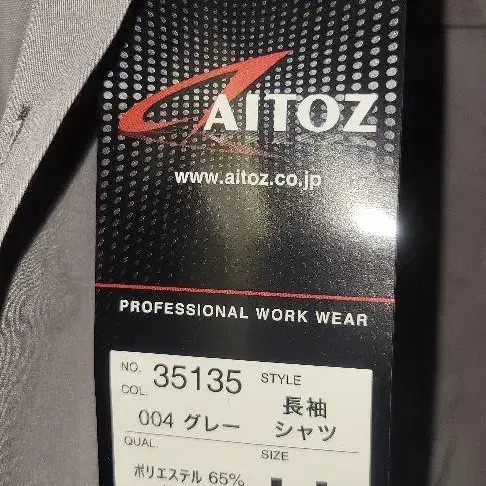 AITOZ
www.aitoz.co.jp
PROFESSIONAL WORK WEAR
NO. 35135
STYLE
長袖
シャツ
COL.
004 グレー
QUAL.
SIZE
ポリエステル 65%